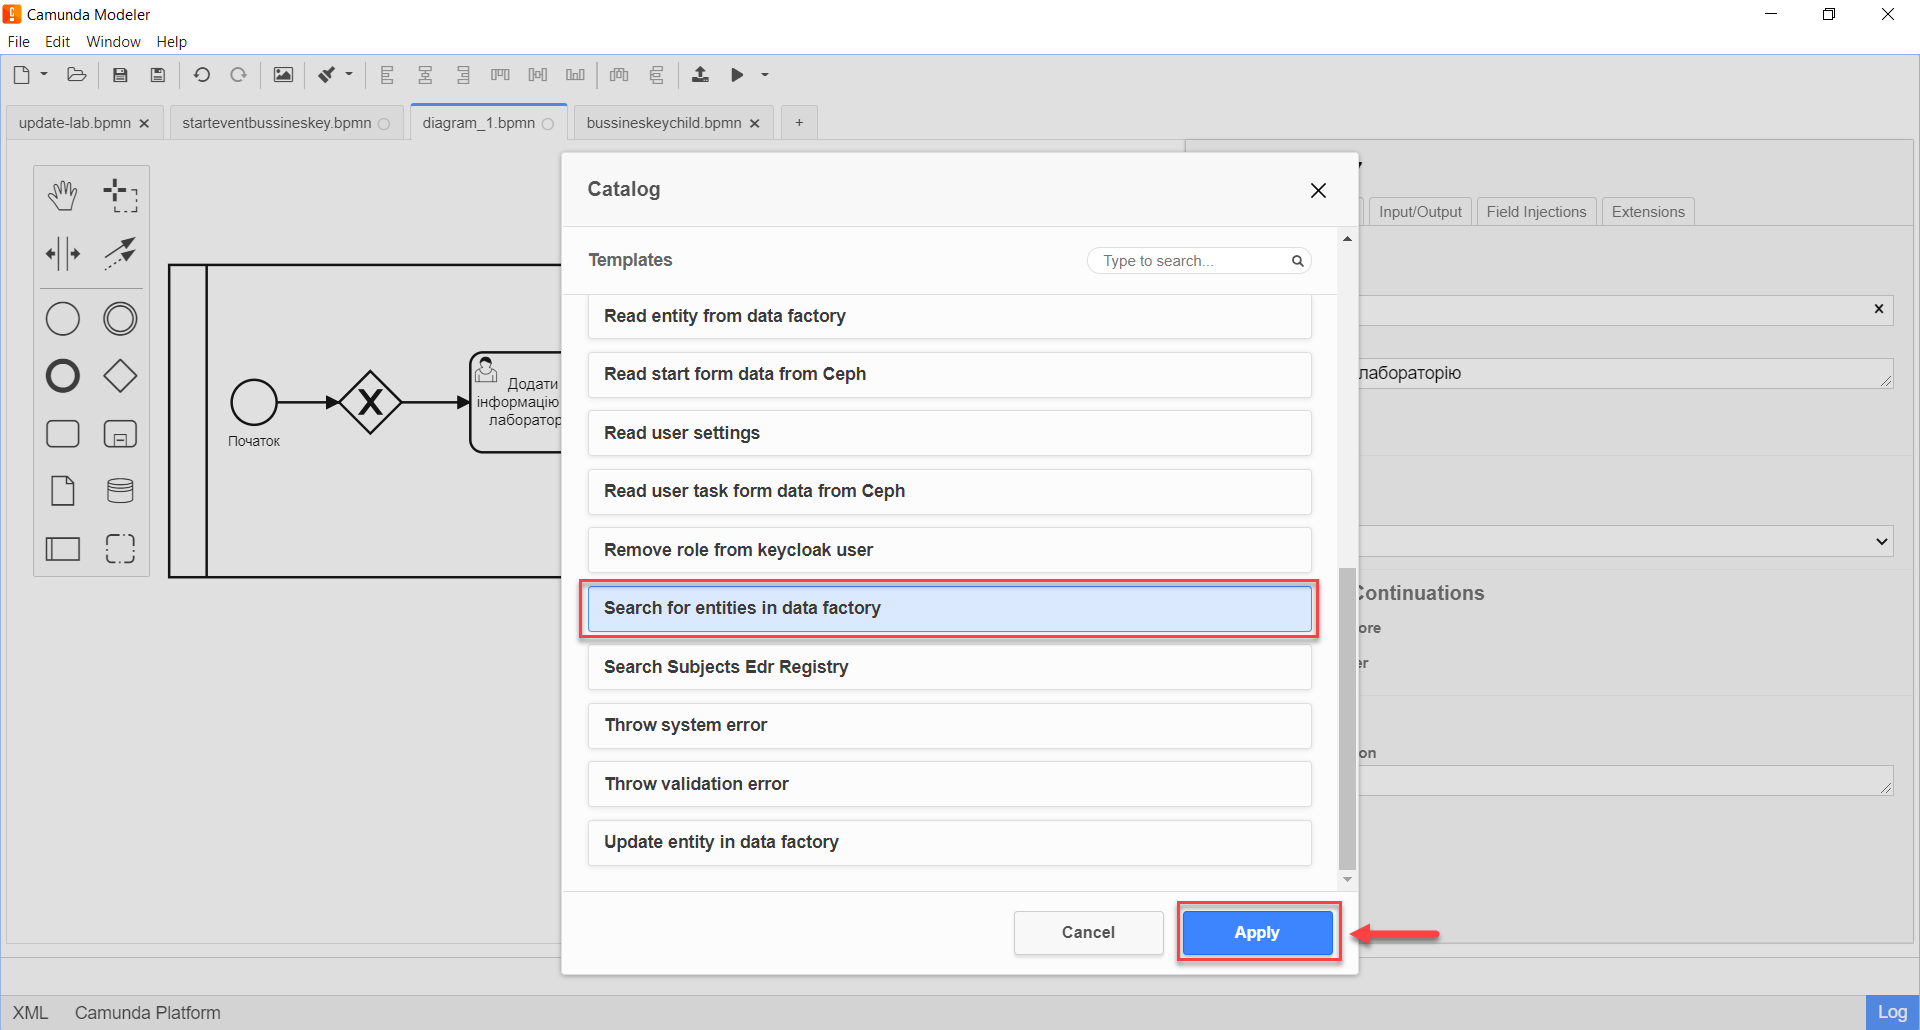 Camunda Modeler
File Edit Window Help
update-lab.bpmn
starteventbussineskey.bpmn
diagram_1.bpmn
bussineskeychild.bpmn
+
Початок
Додати
інформацію
лаборатор
Catalog
Templates
Type to search...
Read entity from data factory
Read start form data from Ceph
Read user settings
Read user task form data from Ceph
Remove role from keycloak user
Search for entities in data factory
Search Subjects Edr Registry
Throw system error
Throw validation error
Update entity in data factory
Cancel
Apply
Input/Output
Field Injections
Extensions
лабораторію
Continuations
ore
er
on
XML
Camunda Platform
Log